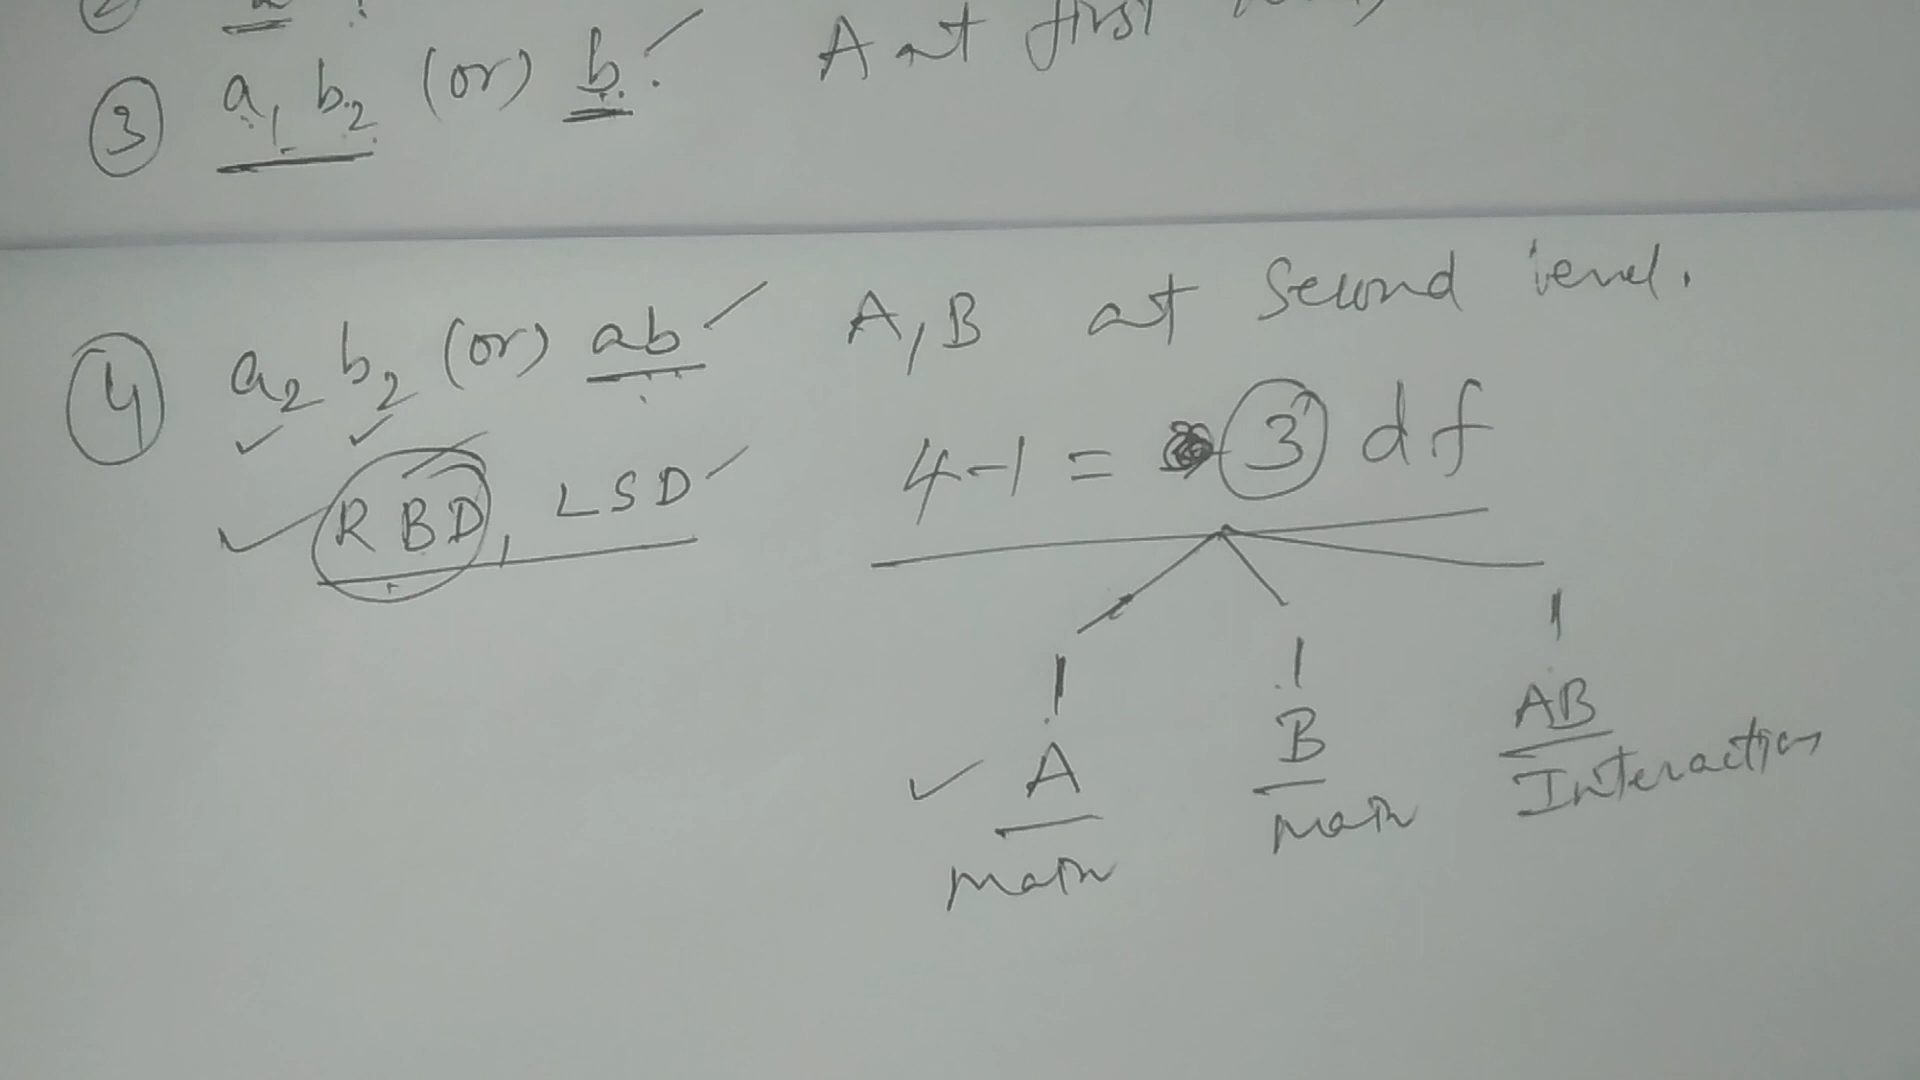 ③ a₁ b₂ (or) b. A at first
④ a₂ b₂ (or) ab A, B at Second level.
RBD, LSD 4-1 = 3 df
1 1 1
A B AB
main main Interaction